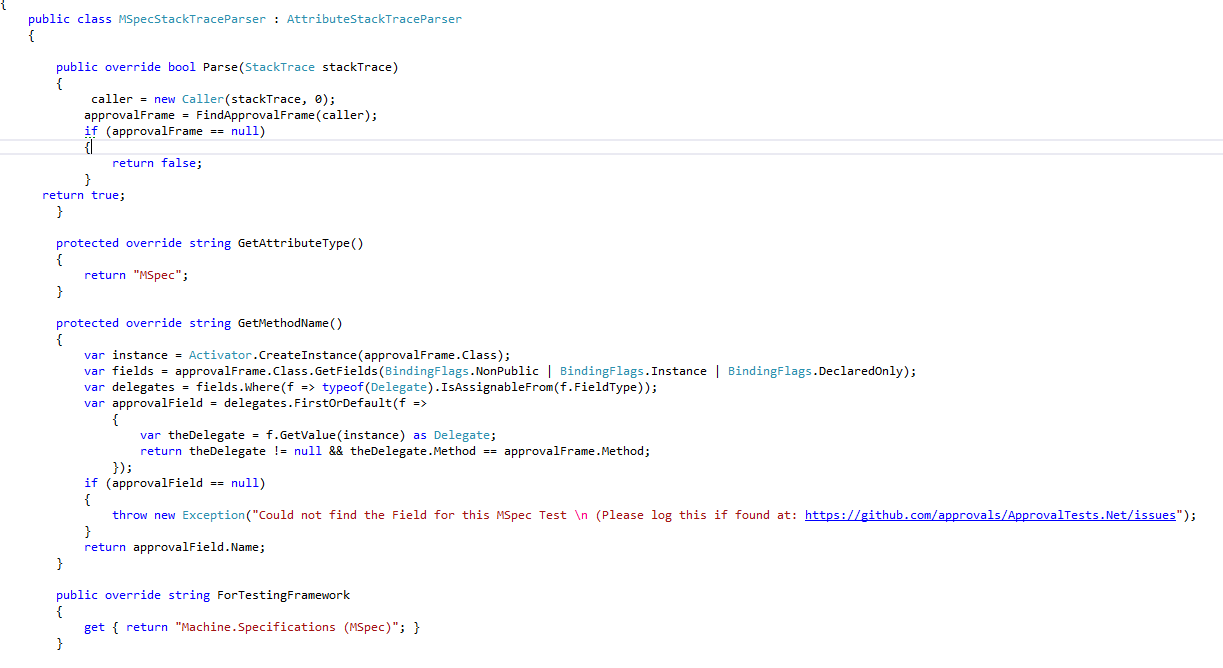 {
    public class MSpecStackTraceParser : AttributeStackTraceParser
    {

        public override bool Parse(StackTrace stackTrace)
        {
             caller = new Caller(stackTrace, 0);
            approvalFrame = FindApprovalFrame(caller);
            if (approvalFrame == null)
            {
                return false;
            }
      return true;
        }

        protected override string GetAttributeType()
        {
            return "MSpec";
        }

        protected override string GetMethodName()
        {
            var instance = Activator.CreateInstance(approvalFrame.Class);
            var fields = approvalFrame.Class.GetFields(BindingFlags.NonPublic | BindingFlags.Instance | BindingFlags.DeclaredOnly);
            var delegates = fields.Where(f => typeof(Delegate).IsAssignableFrom(f.FieldType));
            var approvalField = delegates.FirstOrDefault(f =>
                {
                    var theDelegate = f.GetValue(instance) as Delegate;
                    return theDelegate != null && theDelegate.Method == approvalFrame.Method;
                });
            if (approvalField == null)
            {
                throw new Exception("Could not find the Field for this MSpec Test \n (Please log this if found at: https://github.com/approvals/ApprovalTests.Net/issues");
            }
            return approvalField.Name;
        }

        public override string ForTestingFramework
        {
            get { return "Machine.Specifications (MSpec)"; }
        }